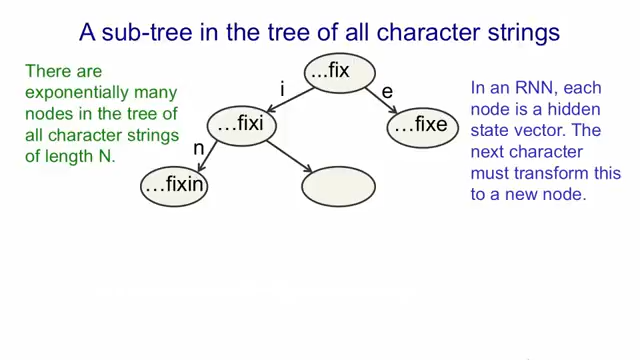 A sub-tree in the tree of all character strings
There are
exponentially many
nodes in the tree of
all character strings
of length N.
...fix
i
e
…fixi
…fixe
n
…fixin
In an RNN, each
node is a hidden
state vector. The
next character
must transform this
to a new node.